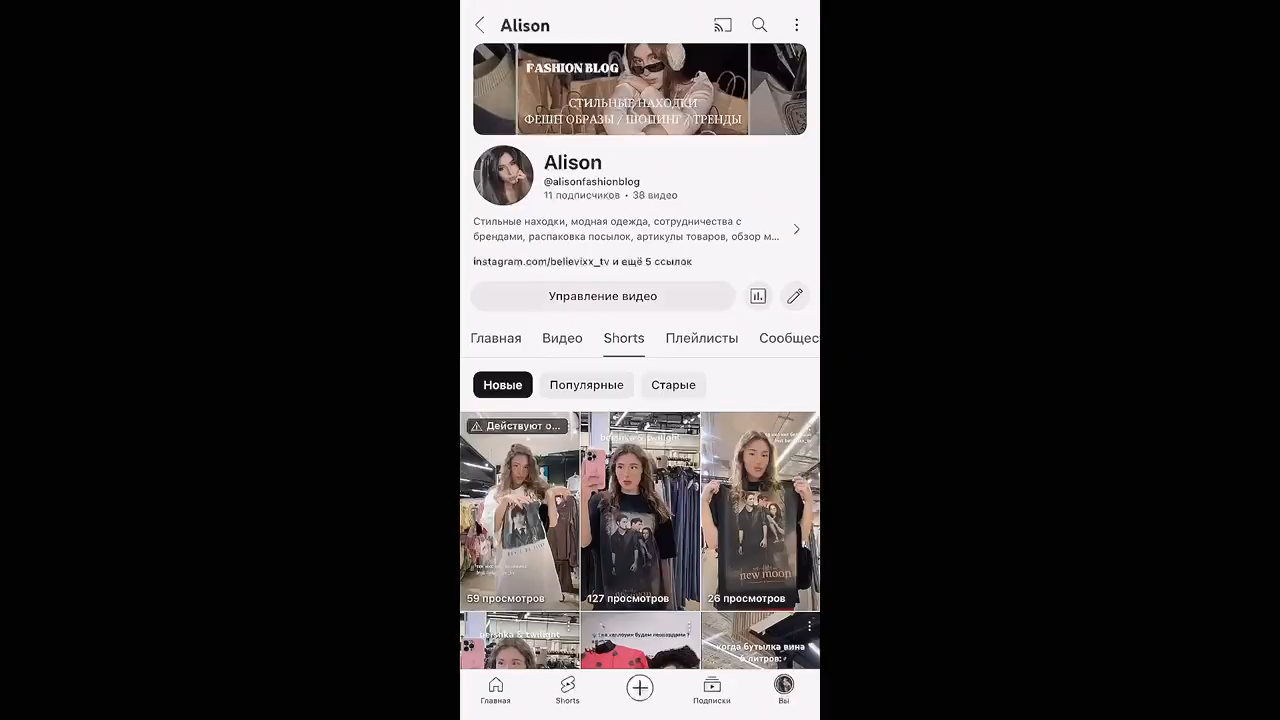 Alison
FASHION BLOG
СТИЛЬНЫЕ НАХОДКИ
ФЕШН ОБРАЗЫ / ШОПИНГ / ТРЕНДЫ
Alison
@alisonfashionblog
11 подписчиков • 38 видео
Стильные находки, модная одежда, сотрудничества с
брендами, распаковка посылок, артикулы товаров, обзор м...
instagram.com/believixx_tv и ещё 5 ссылок
Управление видео
Главная Видео Shorts Плейлисты Сообщес
Новые Популярные Старые
Действуют о...
bershka & twilight
new moon
59 просмотров 127 просмотров 26 просмотров
bershka & twilight
когда бутылка вина
6 литров:
Главная Shorts Подписки Вы